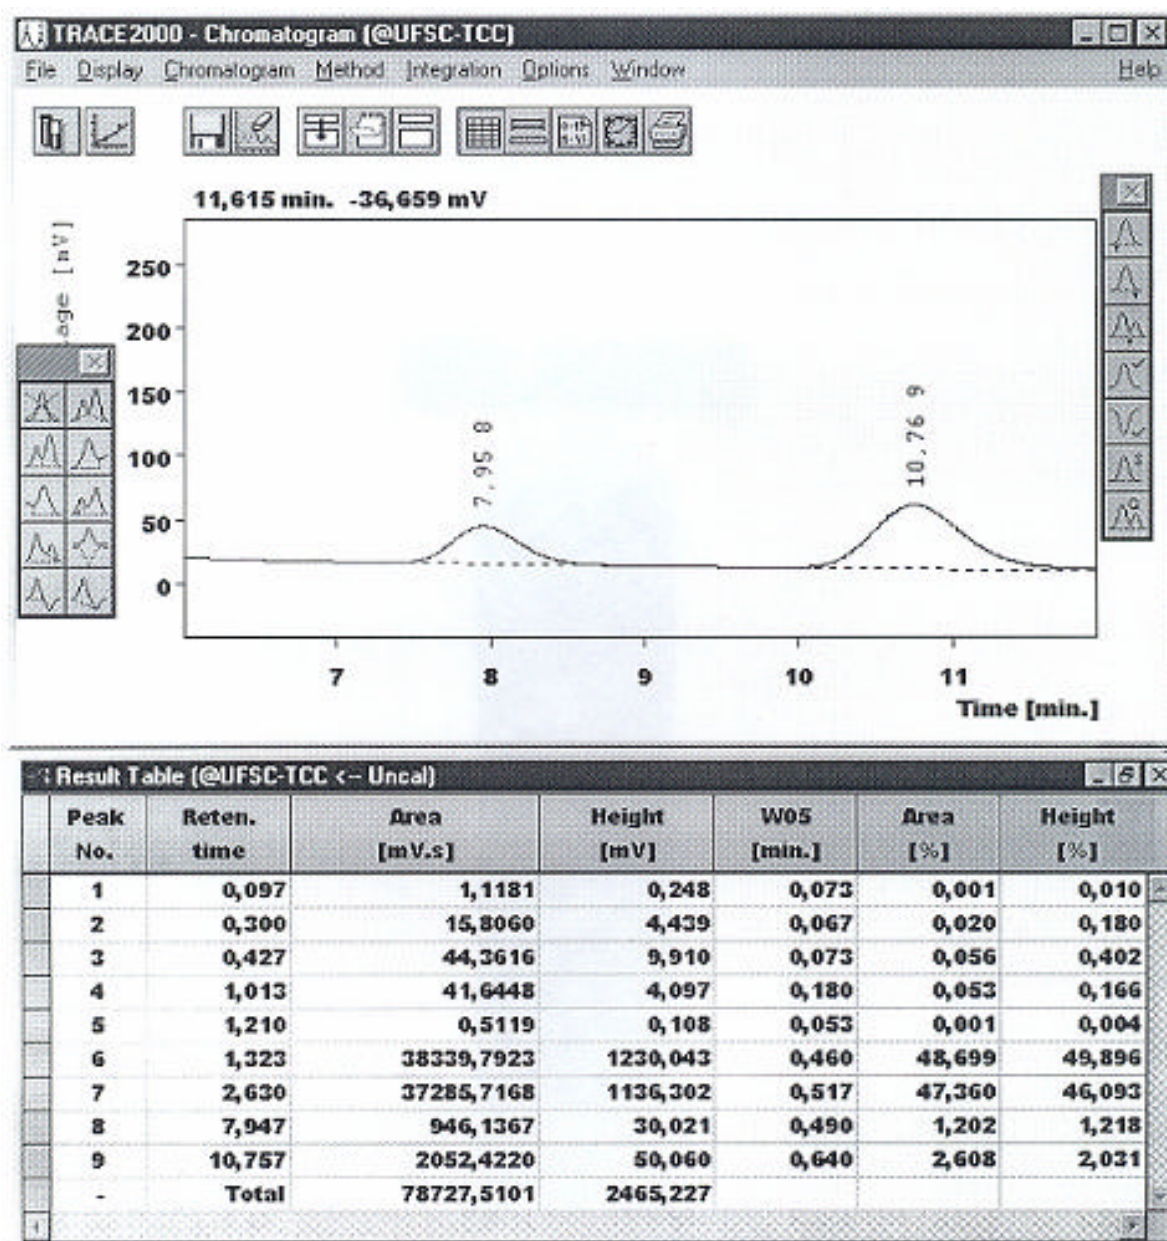 TRACE2000 - Chromatogram (@UFSC-TCC)
File Display Chromatogram Method Integration Options Window Help
11,615 min. -36,659 mV
age [mV]
250
200
150
100
50
0
7,95 8
10,76 9
7 8 9 10 11
Time [min.]
Result Table (@UFSC-TCC <-- Uncal)
Peak Reten. Area Height W05 Area Height
No. time [mV.s] [mV] [min.] [%] [%]
1 0,097 1,1181 0,248 0,073 0,001 0,010
2 0,300 15,8060 4,439 0,067 0,020 0,180
3 0,427 44,3616 9,910 0,073 0,056 0,402
4 1,013 41,6448 4,097 0,180 0,053 0,166
5 1,210 0,5119 0,108 0,053 0,001 0,004
6 1,323 38339,7923 1230,043 0,460 48,699 49,896
7 2,630 37285,7168 1136,302 0,517 47,360 46,093
8 7,947 946,1367 30,021 0,490 1,202 1,218
9 10,757 2052,4220 50,060 0,640 2,608 2,031
- Total 78727,5101 2465,227